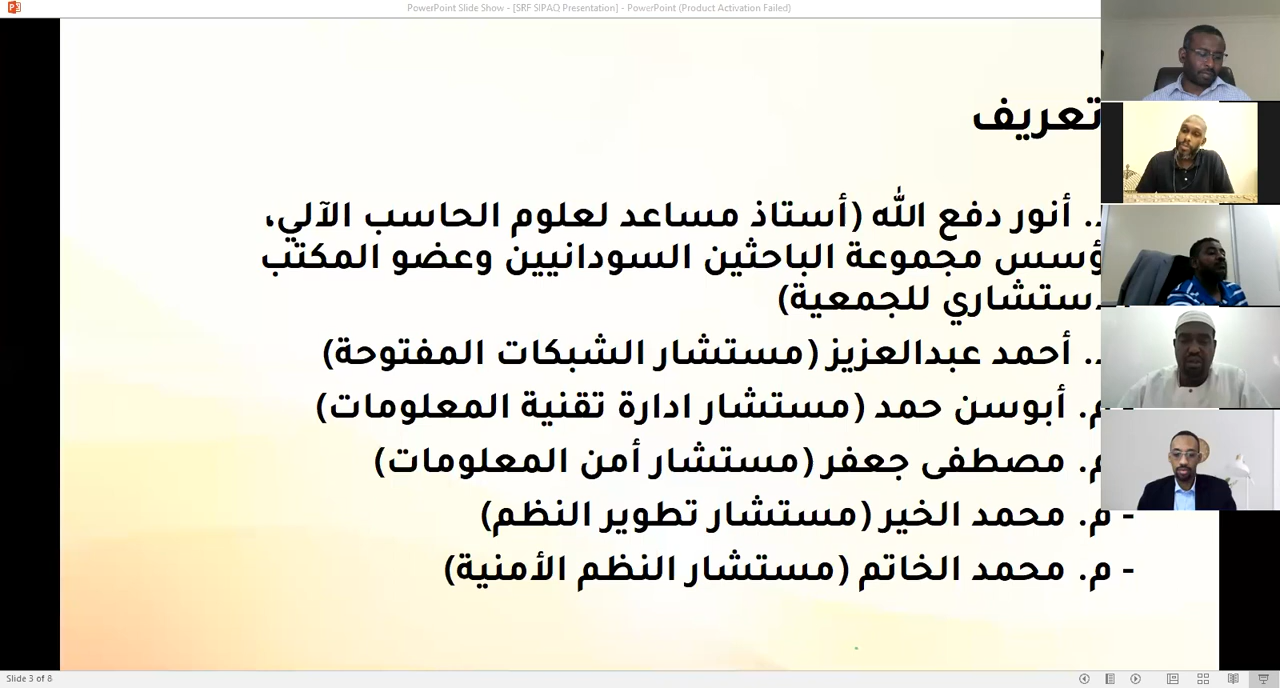 PowerPoint Slide Show - [SRF SIPAQ Presentation] - PowerPoint (Product Activation Failed)
تعريف
د. أنور دفع الله (أستاذ مساعد لعلوم الحاسب الآلي،
مؤسس مجموعة الباحثين السودانيين وعضو المكتب
الاستشاري للجمعية)
د. أحمد عبدالعزيز (مستشار الشبكات المفتوحة)
م. أبوسن حمد (مستشار ادارة تقنية المعلومات)
م. مصطفى جعفر (مستشار أمن المعلومات)
- م. محمد الخير (مستشار تطوير النظم)
- م. محمد الخاتم (مستشار النظم الأمنية)
Slide 3 of 8